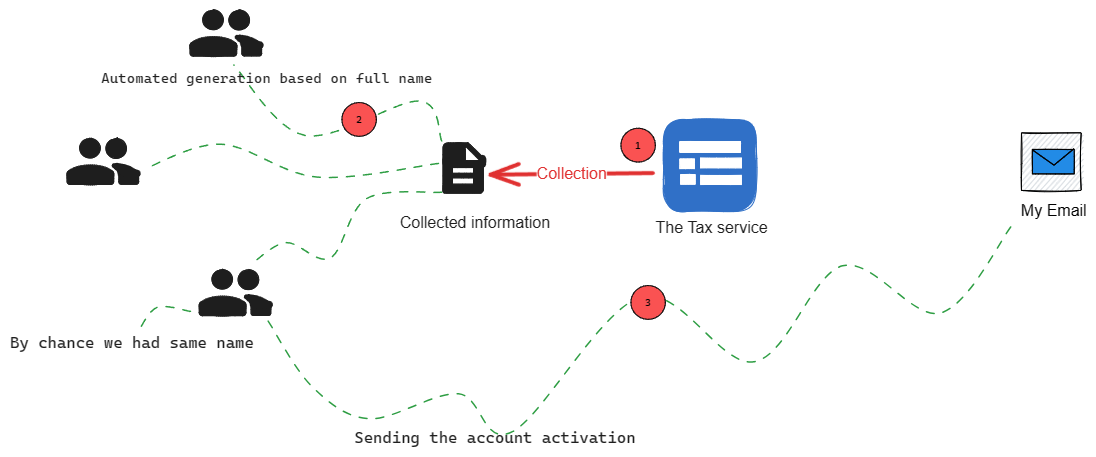 Automated generation based on full name
2
1
Collection
Collected information
The Tax service
My Email
3
By chance we had same name
Sending the account activation